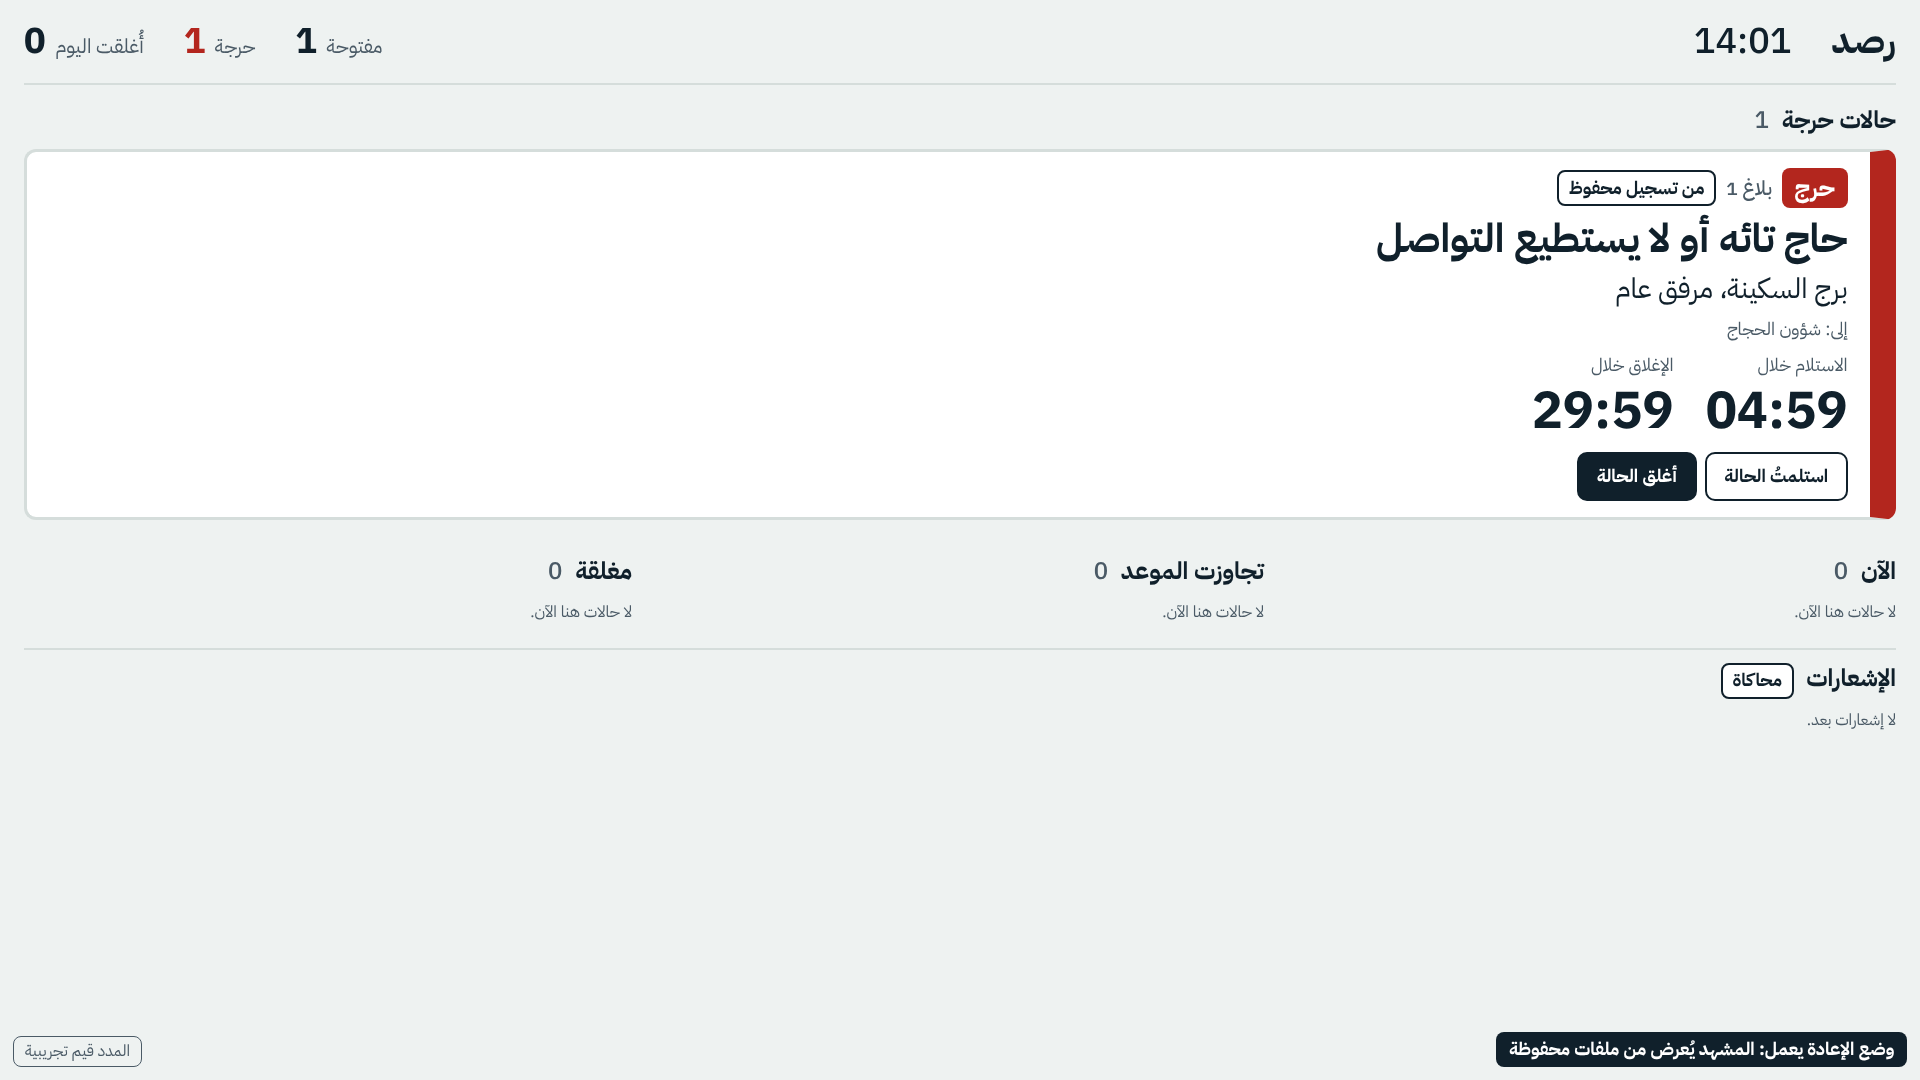 رصد 14:01
مفتوحة 1 حرجة 1 أُغلقت اليوم 0
حالات حرجة 1
حرج بلاغ 1 من تسجيل محفوظ
حاج تائه أو لا يستطيع التواصل
برج السكينة، مرفق عام
إلى: شؤون الحجاج
الاستلام خلال الإغلاق خلال
04:59 29:59
استلمتُ الحالة أغلق الحالة
الآن 0 تجاوزت الموعد 0 مغلقة 0
لا حالات هنا الآن. لا حالات هنا الآن. لا حالات هنا الآن.
الإشعارات محاكاة
لا إشعارات بعد.
وضع الإعادة يعمل: المشهد يُعرض من ملفات محفوظة
المدد قيم تجريبية